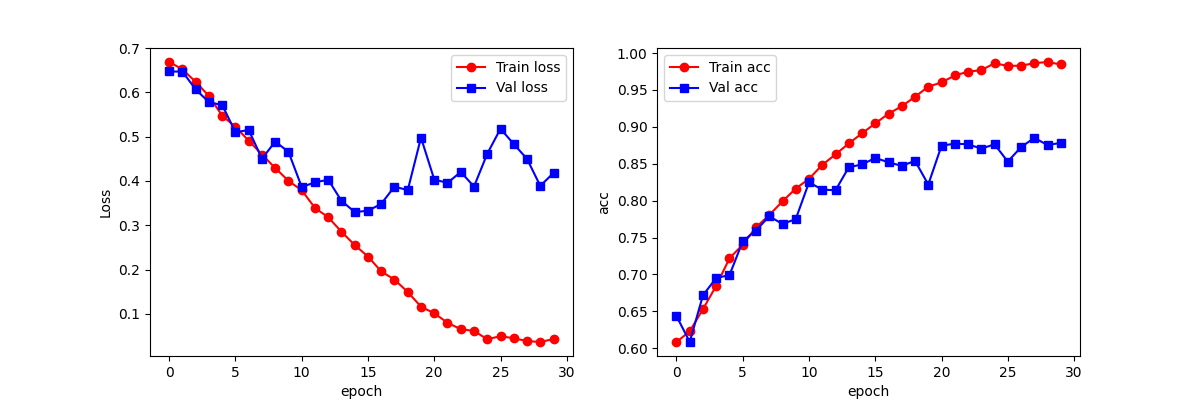 0.7
0.6
0.5
0.4
0.3
0.2
0.1
Loss
0 5 10 15 20 25 30
epoch
Train loss
Val loss
1.00
0.95
0.90
0.85
0.80
0.75
0.70
0.65
0.60
acc
0 5 10 15 20 25 30
epoch
Train acc
Val acc